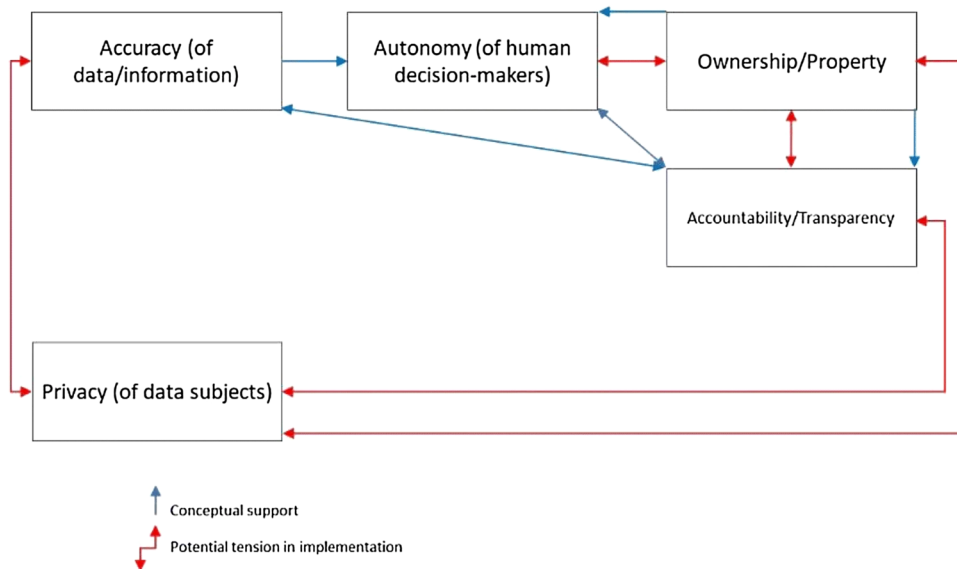 Accuracy (of
data/information)
Autonomy (of human
decision-makers)
Ownership/Property
Accountability/Transparency
Privacy (of data subjects)
Conceptual support
Potential tension in implementation